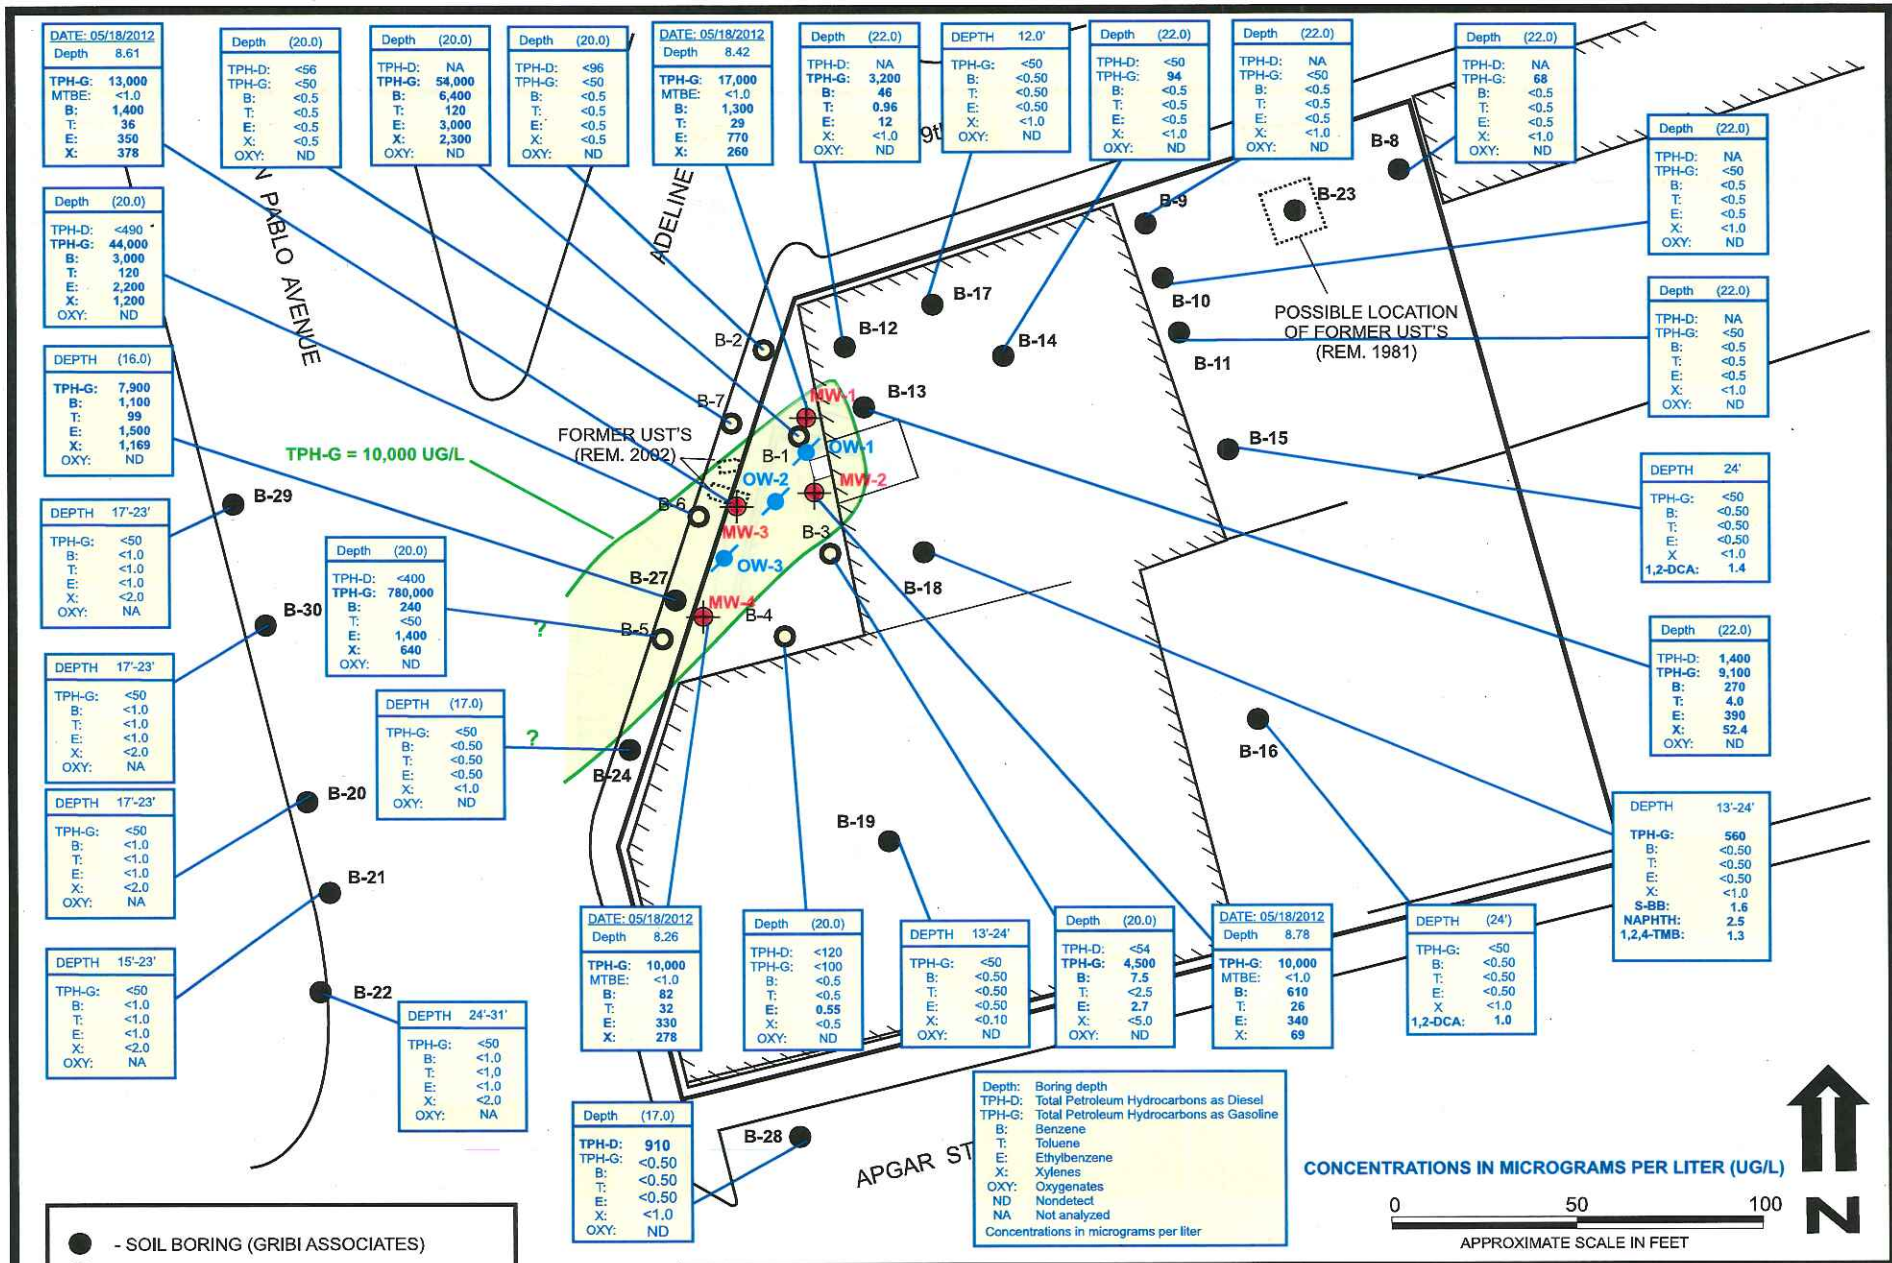 DATE: 05/18/2012
Depth 8.61
TPH-G: 13,000
MTBE: <1.0
B: 1,400
T: 36
E: 350
X: 378
Depth (20.0)
TPH-D: <56
TPH-G: <50
B: <0.5
T: <0.5
E: <0.5
X: <0.5
OXY: ND
Depth (20.0)
TPH-D: NA
TPH-G: 54,000
B: 6,400
T: 120
E: 3,000
X: 2,300
OXY: ND
Depth (20.0)
TPH-D: <96
TPH-G: <50
B: <0.5
T: <0.5
E: <0.5
X: <0.5
OXY: ND
DATE: 05/18/2012
Depth 8.42
TPH-G: 17,000
MTBE: <1.0
B: 1,300
T: 29
E: 770
X: 260
Depth (22.0)
TPH-D: NA
TPH-G: 3,200
B: 46
T: 0.96
E: 12
X: <1.0
OXY: ND
DEPTH 12.0'
TPH-G: <50
B: <0.50
T: <0.50
E: <0.50
X: <1.0
OXY: ND
Depth (22.0)
TPH-D: <50
TPH-G: 94
B: <0.5
T: <0.5
E: <0.5
X: <1.0
OXY: ND
Depth (22.0)
TPH-D: NA
TPH-G: <50
B: <0.5
T: <0.5
E: <0.5
X: <1.0
OXY: ND
Depth (22.0)
TPH-D: NA
TPH-G: 68
B: <0.5
T: <0.5
E: <0.5
X: <1.0
OXY: ND
Depth (22.0)
TPH-D: NA
TPH-G: <50
B: <0.5
T: <0.5
E: <0.5
X: <1.0
OXY: ND
Depth (22.0)
TPH-D: NA
TPH-G: <50
B: <0.5
T: <0.5
E: <0.5
X: <1.0
OXY: ND
DEPTH 24'
TPH-G: <50
B: <0.50
T: <0.50
E: <0.50
X <1.0
1,2-DCA: 1.4
Depth (22.0)
TPH-D: 1,400
TPH-G: 9,100
B: 270
T: 4.0
E: 390
X: 52.4
OXY: ND
DEPTH 13'-24'
TPH-G: 560
B: <0.50
T: <0.50
E: <0.50
X: <1.0
S-BB: 1.6
NAPHTH: 2.5
1,2,4-TMB: 1.3
Depth (20.0)
TPH-D: <490
TPH-G: 44,000
B: 3,000
T: 120
E: 2,200
X: 1,200
OXY: ND
DEPTH (16.0)
TPH-G: 7,900
B: 1,100
T: 99
E: 1,500
X: 1,169
OXY: ND
DEPTH 17'-23'
TPH-G: <50
B: <1.0
T: <1.0
E: <1.0
X: <2.0
OXY: NA
DEPTH 17'-23'
TPH-G: <50
B: <1.0
T: <1.0
E: <1.0
X: <2.0
OXY: NA
DEPTH 17'-23'
TPH-G: <50
B: <1.0
T: <1.0
E: <1.0
X: <2.0
OXY: NA
DEPTH 15'-23'
TPH-G: <50
B: <1.0
T: <1.0
E: <1.0
X: <2.0
OXY: NA
Depth (20.0)
TPH-D: <400
TPH-G: 780,000
B: 240
T: <50
E: 1,400
X: 640
OXY: ND
DEPTH (17.0)
TPH-G: <50
B: <0.50
T: <0.50
E: <0.50
X: <1.0
OXY: ND
DEPTH 24'-31'
TPH-G: <50
B: <1.0
T: <1,0
E: <1.0
X: <2.0
OXY: NA
DATE: 05/18/2012
Depth 8.26
TPH-G: 10,000
MTBE: <1.0
B: 82
T: 32
E: 330
X: 278
Depth (20.0)
TPH-D: <120
TPH-G: <100
B: <0.5
T: <0.5
E: 0.55
X: <0.5
OXY: ND
DEPTH 13'-24'
TPH-G: <50
B: <0.50
T: <0.50
E: <0.50
X: <0.10
OXY: ND
Depth (20.0)
TPH-D: <54
TPH-G: 4,500
B: 7.5
T: <2.5
E: 2.7
X: <5.0
OXY: ND
DATE: 05/18/2012
Depth 8.78
TPH-G: 10,000
MTBE: <1.0
B: 610
T: 26
E: 340
X: 69
DEPTH (24')
TPH-G: <50
B: <0.50
T: <0.50
E: <0.50
X <1.0
1,2-DCA: 1.0
Depth (17.0)
TPH-D: 910
TPH-G: <0.50
B: <0.50
T: <0.50
E: <0.50
X: <1.0
OXY: ND
N PABLO AVENUE
ADELINE
9th
B-8
B-23
B-9
B-10
B-11
POSSIBLE LOCATION
OF FORMER UST'S
(REM. 1981)
B-17
B-12
B-14
B-2
B-13
MW-1
B-7
FORMER UST'S
(REM. 2002)
TPH-G = 10,000 UG/L
B-1
OW-1
OW-2
MW-2
B-15
B-6
MW-3
B-3
OW-3
B-18
B-27
MW-4
B-4
B-5
?
?
B-24
B-29
B-30
B-20
B-21
B-22
B-16
B-19
B-28
APGAR ST
Depth: Boring depth
TPH-D: Total Petroleum Hydrocarbons as Diesel
TPH-G: Total Petroleum Hydrocarbons as Gasoline
B: Benzene
T: Toluene
E: Ethylbenzene
X: Xylenes
OXY: Oxygenates
ND Nondetect
NA Not analyzed
Concentrations in micrograms per liter
CONCENTRATIONS IN MICROGRAMS PER LITER (UG/L)
0 50 100
APPROXIMATE SCALE IN FEET
N
- SOIL BORING (GRIBI ASSOCIATES)